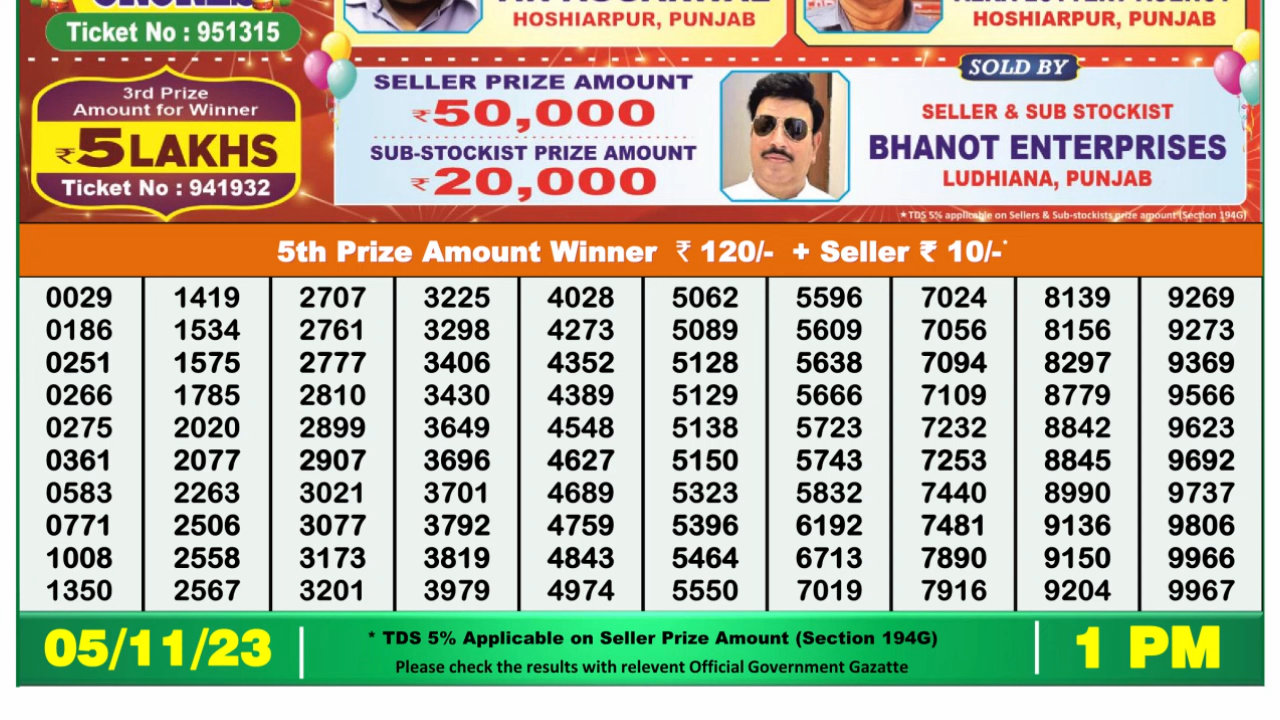 Ticket No : 951315
HOSHIARPUR, PUNJAB
HOSHIARPUR, PUNJAB
3rd Prize
Amount for Winner
₹5 LAKHS
Ticket No : 941932
SELLER PRIZE AMOUNT
₹50,000
SUB-STOCKIST PRIZE AMOUNT
₹20,000
SOLD BY
SELLER & SUB STOCKIST
BHANOT ENTERPRISES
LUDHIANA, PUNJAB
★ TDS 5% applicable on Sellers & Sub-stockists prize amount (Section 194G)
5th Prize Amount Winner ₹ 120/- + Seller ₹ 10/-*
0029 1419 2707 3225 4028 5062 5596 7024 8139 9269
0186 1534 2761 3298 4273 5089 5609 7056 8156 9273
0251 1575 2777 3406 4352 5128 5638 7094 8297 9369
0266 1785 2810 3430 4389 5129 5666 7109 8779 9566
0275 2020 2899 3649 4548 5138 5723 7232 8842 9623
0361 2077 2907 3696 4627 5150 5743 7253 8845 9692
0583 2263 3021 3701 4689 5323 5832 7440 8990 9737
0771 2506 3077 3792 4759 5396 6192 7481 9136 9806
1008 2558 3173 3819 4843 5464 6713 7890 9150 9966
1350 2567 3201 3979 4974 5550 7019 7916 9204 9967
05/11/23
* TDS 5% Applicable on Seller Prize Amount (Section 194G)
Please check the results with relevent Official Government Gazatte
1 PM